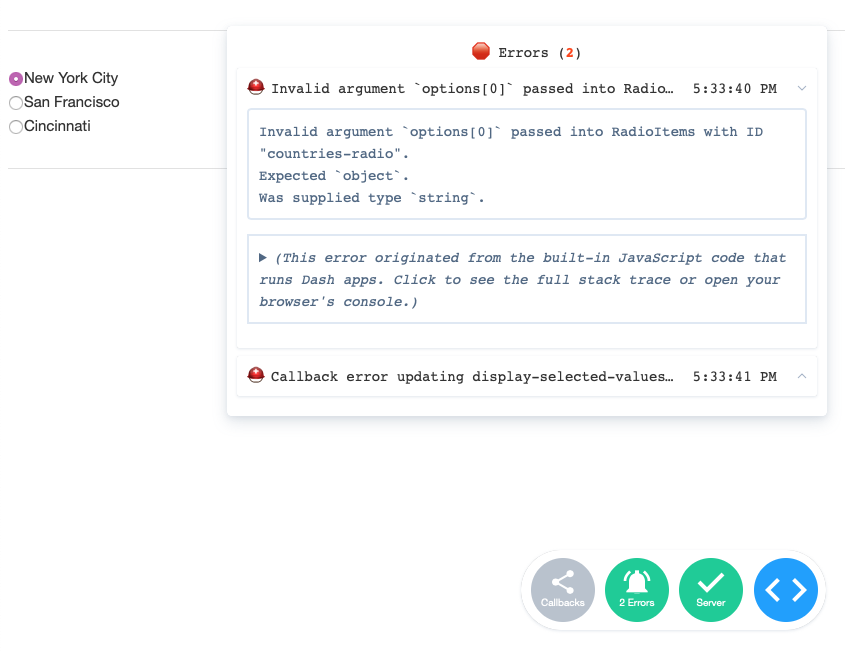 Errors (2)
New York City
San Francisco
Cincinnati
Invalid argument `options[0]` passed into Radio… 5:33:40 PM
Invalid argument `options[0]` passed into RadioItems with ID
"countries-radio".
Expected `object`.
Was supplied type `string`.
(This error originated from the built-in JavaScript code that
runs Dash apps. Click to see the full stack trace or open your
browser's console.)
Callback error updating display-selected-values… 5:33:41 PM
Callbacks
2 Errors
Server